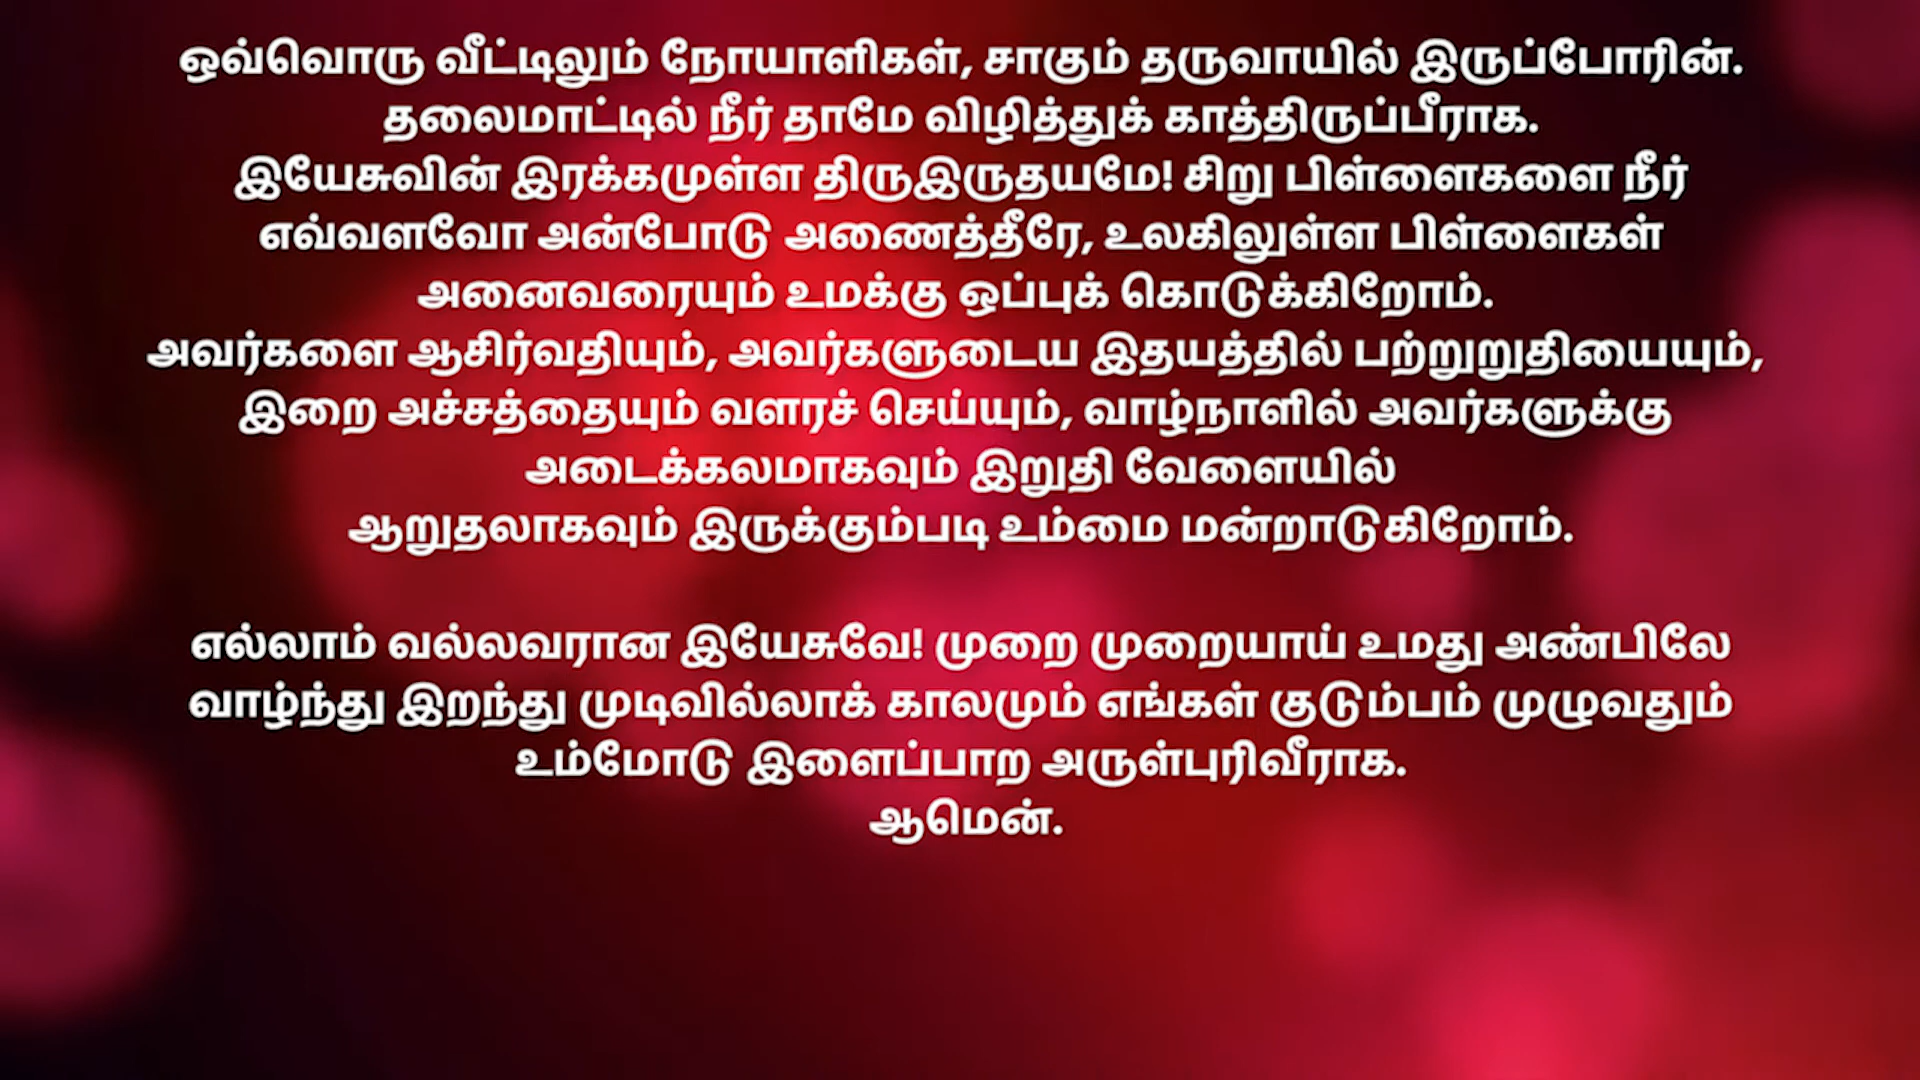 ஒவ்வொரு வீட்டிலும் நோயாளிகள், சாகும் தருவாயில் இருப்போரின்.
தலைமாட்டில் நீர் தாமே விழித்துக் காத்திருப்பீராக.
இயேசுவின் இரக்கமுள்ள திருஇருதயமே! சிறு பிள்ளைகளை நீர்
எவ்வளவோ அன்போடு அணைத்தீரே, உலகிலுள்ள பிள்ளைகள்
அனைவரையும் உமக்கு ஒப்புக் கொடுக்கிறோம்.
அவர்களை ஆசிர்வதியும், அவர்களுடைய இதயத்தில் பற்றுறுதியையும்,
இறை அச்சத்தையும் வளரச் செய்யும், வாழ்நாளில் அவர்களுக்கு
அடைக்கலமாகவும் இறுதி வேளையில்
ஆறுதலாகவும் இருக்கும்படி உம்மை மன்றாடுகிறோம்.
எல்லாம் வல்லவரான இயேசுவே! முறை முறையாய் உமது அண்பிலே
வாழ்ந்து இறந்து முடிவில்லாக் காலமும் எங்கள் குடும்பம் முழுவதும்
உம்மோடு இளைப்பாற அருள்புரிவீராக.
ஆமென்.